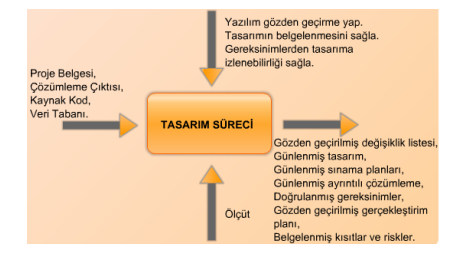 Yazılım gözden geçirme yap.
Tasarımın belgelenmesini sağla.
Gereksinimlerden tasarıma
izlenebilirliği sağla.
Proje Belgesi,
Çözümleme Çıktısı,
Kaynak Kod,
Veri Tabanı.
TASARIM SÜRECİ
Gözden geçirilmiş değişiklik listesi,
Günlenmiş tasarım,
Günlenmiş sınama planları,
Günlenmiş ayrıntılı çözümleme,
Doğrulanmış gereksinimler,
Gözden geçirilmiş gerçekleştirim
planı,
Belgelenmiş kısıtlar ve riskler.
Ölçüt